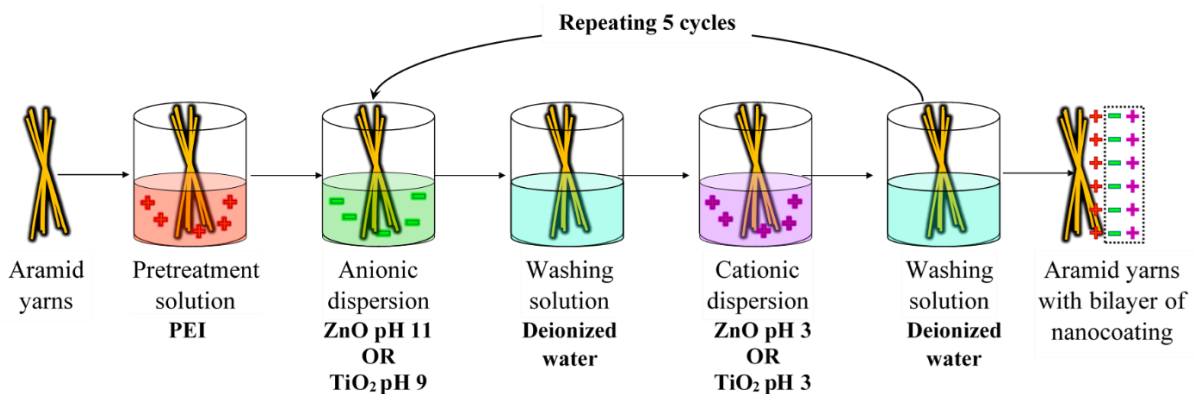 Repeating 5 cycles
Aramid
yarns
Pretreatment
solution
PEI
Anionic
dispersion
ZnO pH 11
OR
TiO₂ pH 9
Washing
solution
Deionized
water
Cationic
dispersion
ZnO pH 3
OR
TiO₂ pH 3
Washing
solution
Deionized
water
Aramid yarns
with bilayer of
nanocoating